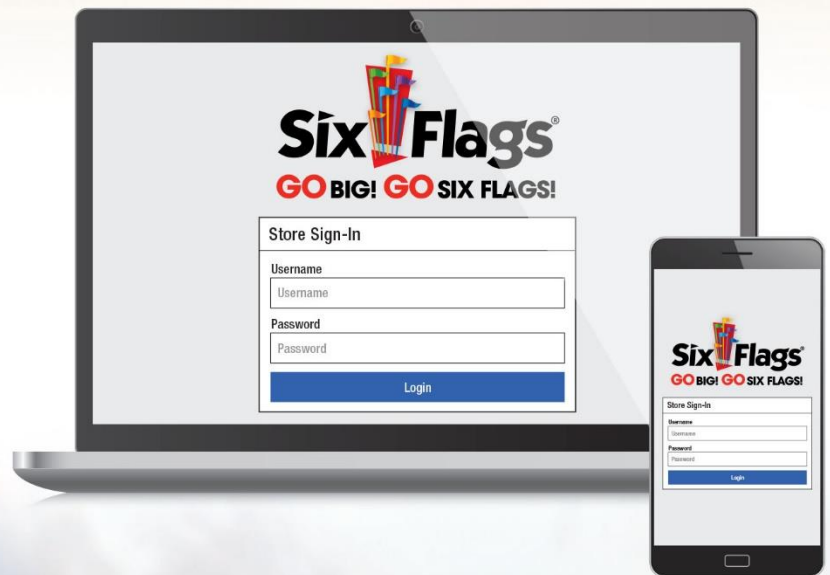 Six Flags®
GO BIG! GO SIX FLAGS!
Store Sign-In
Username
Username
Password
Password
Login
Six Flags®
GO BIG! GO SIX FLAGS!
Store Sign-In
Username
Username
Password
Password
Login